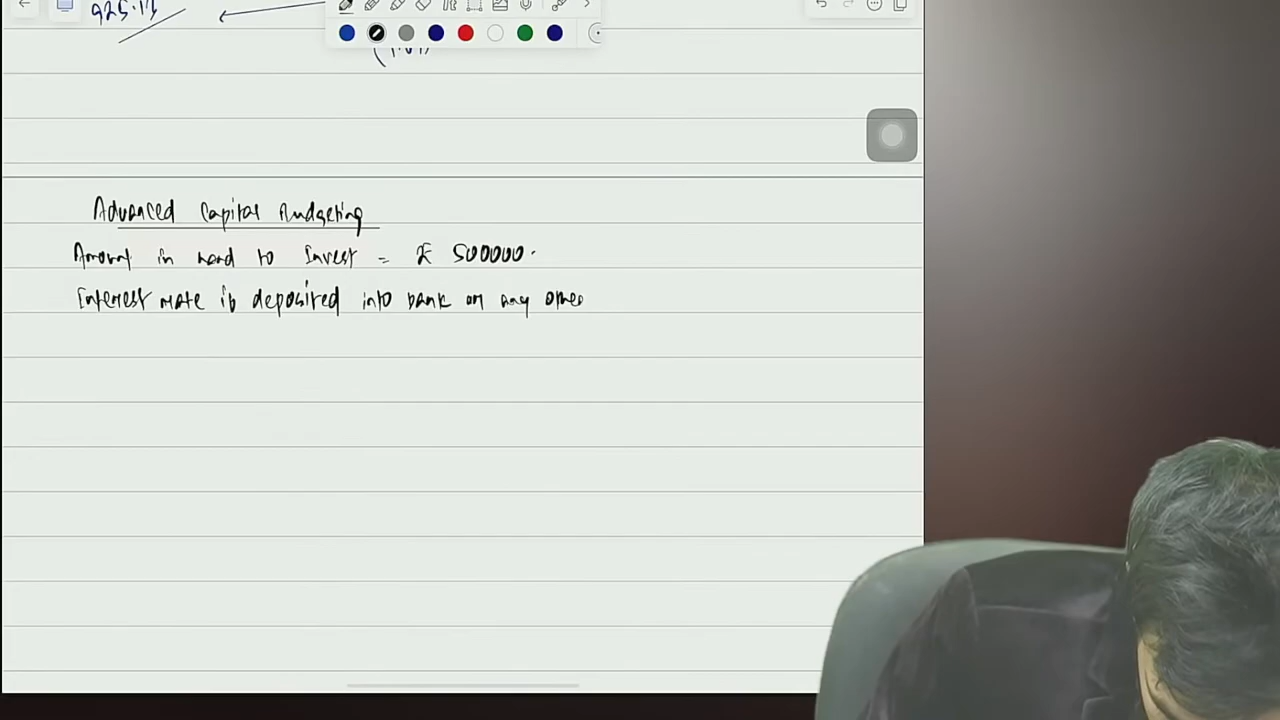 925.13
Advanced Capital Budgeting
Amount in hand to Invest = ₹ 500000.
Interest rate if deposited into bank or any other